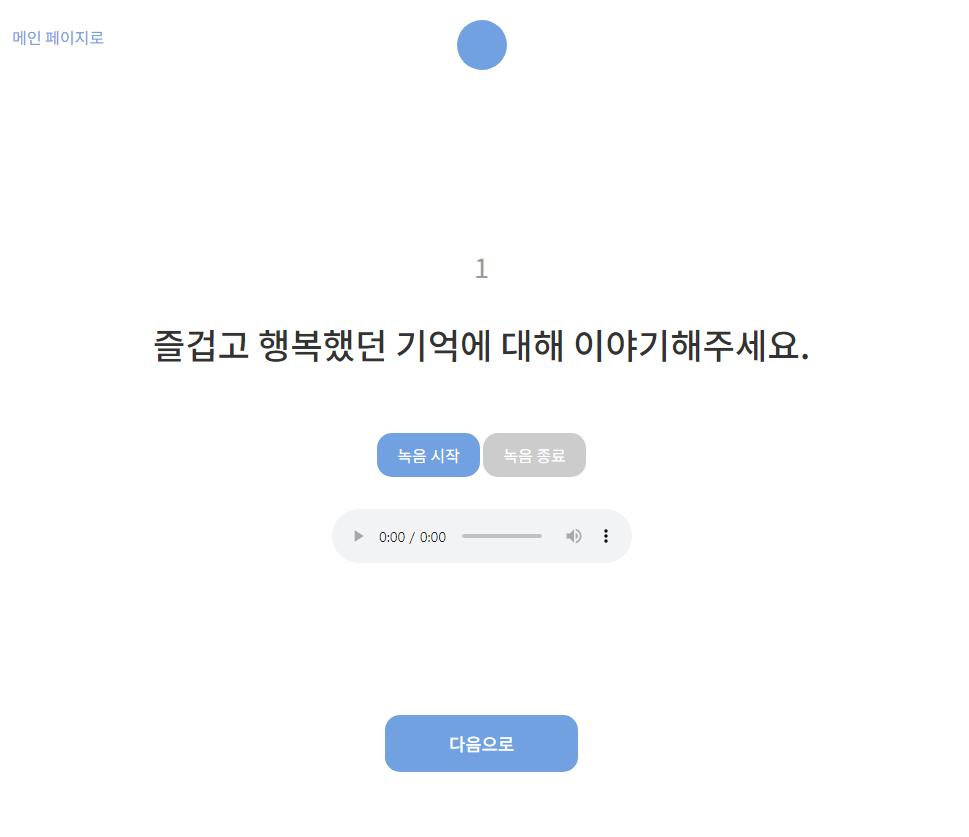 메인 페이지로
1
즐겁고 행복했던 기억에 대해 이야기해주세요.
녹음 시작 녹음 종료
0:00 / 0:00
다음으로